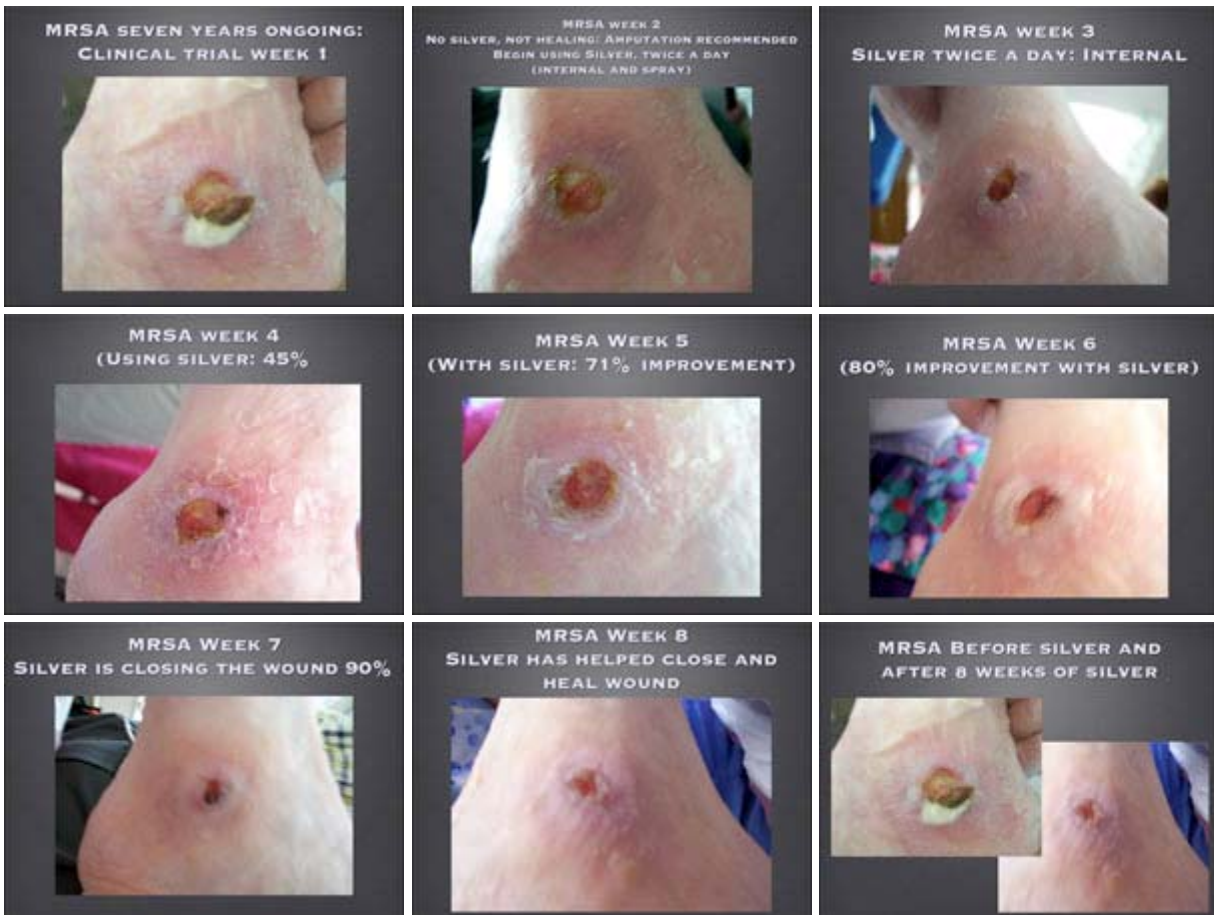 MRSA SEVEN YEARS ONGOING:
CLINICAL TRIAL WEEK 1
MRSA WEEK 2
NO SILVER, NOT HEALING: AMPUTATION RECOMMENDED
BEGIN USING SILVER, TWICE A DAY
(INTERNAL AND SPRAY)
MRSA WEEK 3
SILVER TWICE A DAY: INTERNAL
MRSA WEEK 4
(USING SILVER: 45%
MRSA WEEK 5
(WITH SILVER: 71% IMPROVEMENT)
MRSA WEEK 6
(80% IMPROVEMENT WITH SILVER)
MRSA WEEK 7
SILVER IS CLOSING THE WOUND 90%
MRSA WEEK 8
SILVER HAS HELPED CLOSE AND
HEAL WOUND
MRSA BEFORE SILVER AND
AFTER 8 WEEKS OF SILVER